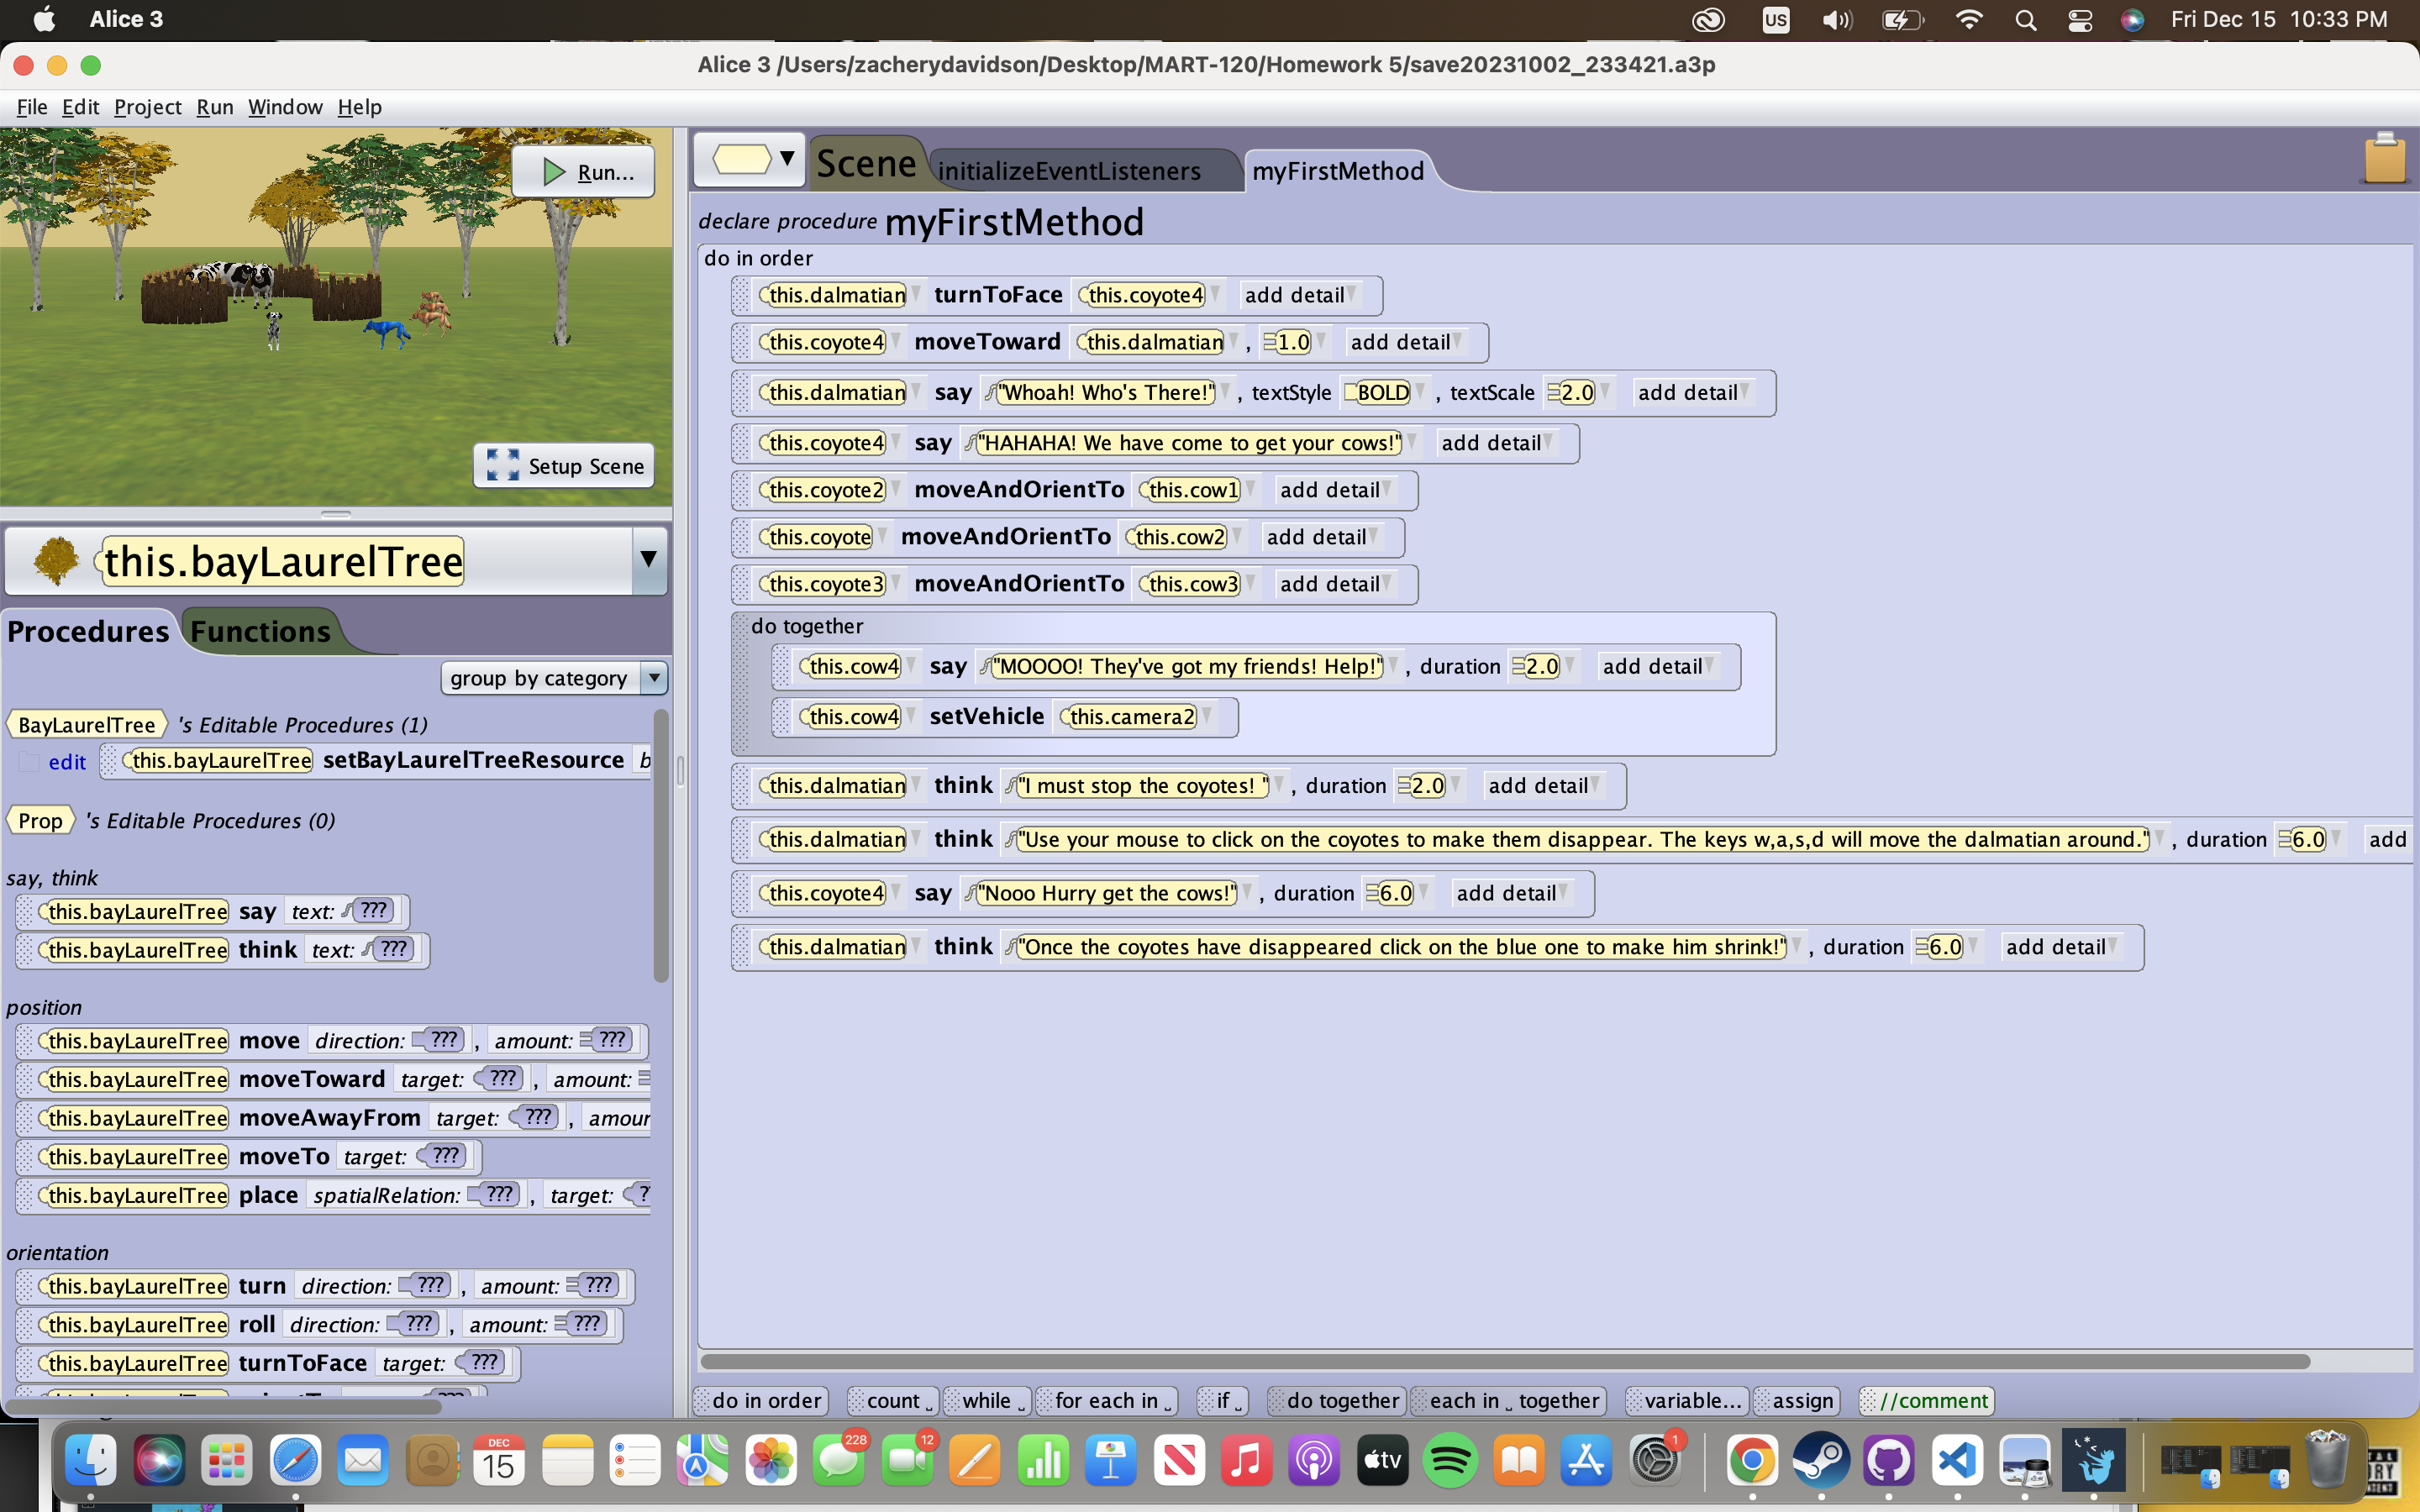 Alice 3
US
Fri Dec 15 10:33 PM
Alice 3 /Users/zacherydavidson/Desktop/MART-120/Homework 5/save20231002_233421.a3p
File Edit Project Run Window Help
Run...
Setup Scene
this.bayLaurelTree
Procedures Functions
group by category
BayLaurelTree 's Editable Procedures (1)
edit this.bayLaurelTree setBayLaurelTreeResource b
Prop 's Editable Procedures (0)
say, think
this.bayLaurelTree say text: ???
this.bayLaurelTree think text: ???
position
this.bayLaurelTree move direction: ??? , amount: ???
this.bayLaurelTree moveToward target: ??? , amount:
this.bayLaurelTree moveAwayFrom target: ??? , amour
this.bayLaurelTree moveTo target: ???
this.bayLaurelTree place spatialRelation: ??? , target: ?
orientation
this.bayLaurelTree turn direction: ??? , amount: ???
this.bayLaurelTree roll direction: ??? , amount: ???
this.bayLaurelTree turnToFace target: ???
Scene initializeEventListeners myFirstMethod
declare procedure myFirstMethod
do in order
this.dalmatian turnToFace this.coyote4 add detail
this.coyote4 moveToward this.dalmatian , 1.0 add detail
this.dalmatian say "Whoah! Who's There!" , textStyle BOLD , textScale 2.0 add detail
this.coyote4 say "HAHAHA! We have come to get your cows!" add detail
this.coyote2 moveAndOrientTo this.cow1 add detail
this.coyote moveAndOrientTo this.cow2 add detail
this.coyote3 moveAndOrientTo this.cow3 add detail
do together
this.cow4 say "MOOOO! They've got my friends! Help!" , duration 2.0 add detail
this.cow4 setVehicle this.camera2
this.dalmatian think "I must stop the coyotes! " , duration 2.0 add detail
this.dalmatian think "Use your mouse to click on the coyotes to make them disappear. The keys w,a,s,d will move the dalmatian around." , duration 6.0 add
this.coyote4 say "Nooo Hurry get the cows!" , duration 6.0 add detail
this.dalmatian think "Once the coyotes have disappeared click on the blue one to make him shrink!" , duration 6.0 add detail
do in order count while for each in if do together each in together variable... assign //comment
DEC
15
228
12
tv
1